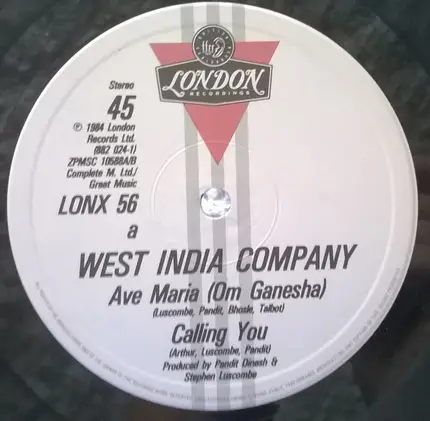 ffrr
LONDON
RECORDINGS
Stereo
45
℗ 1984 London
Records Ltd.
(882 024-1)
ZPMSC 10588A/B
Complete M. Ltd./
Great Music
LONX 56
a
WEST INDIA COMPANY
Ave Maria (Om Ganesha)
(Luscombe, Pandit, Bhosle, Talbot)
Calling You
(Arthur, Luscombe, Pandit)
Produced by Pandit Dinesh &
Stephen Luscombe